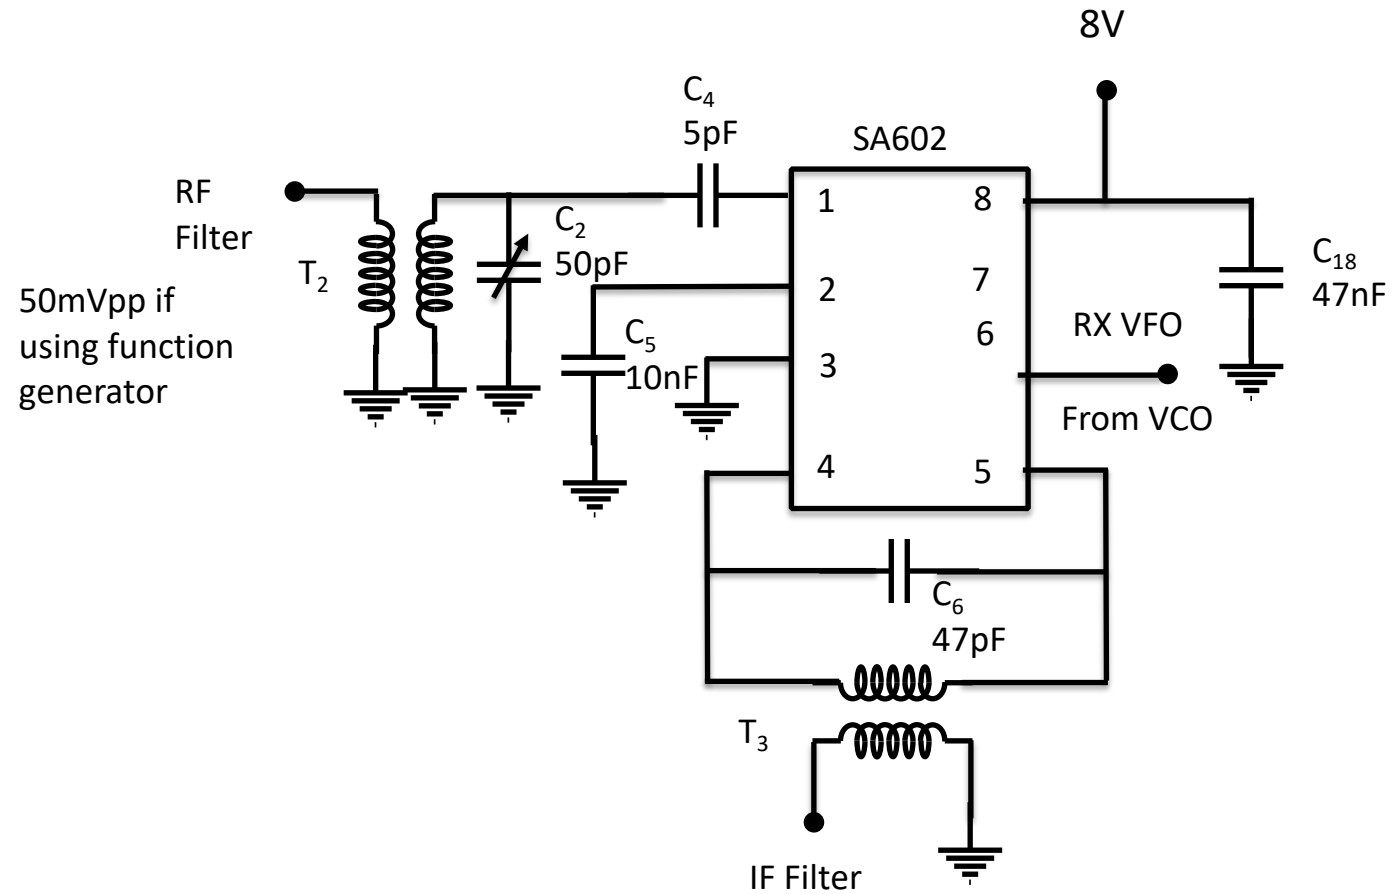 8V
C4
5pF
SA602
RF
Filter
T2
C2
50pF
1
8
2
7
3
6
4
5
C18
47nF
50mVpp if
using function
generator
C5
10nF
RX VFO
From VCO
C6
47pF
T3
IF Filter